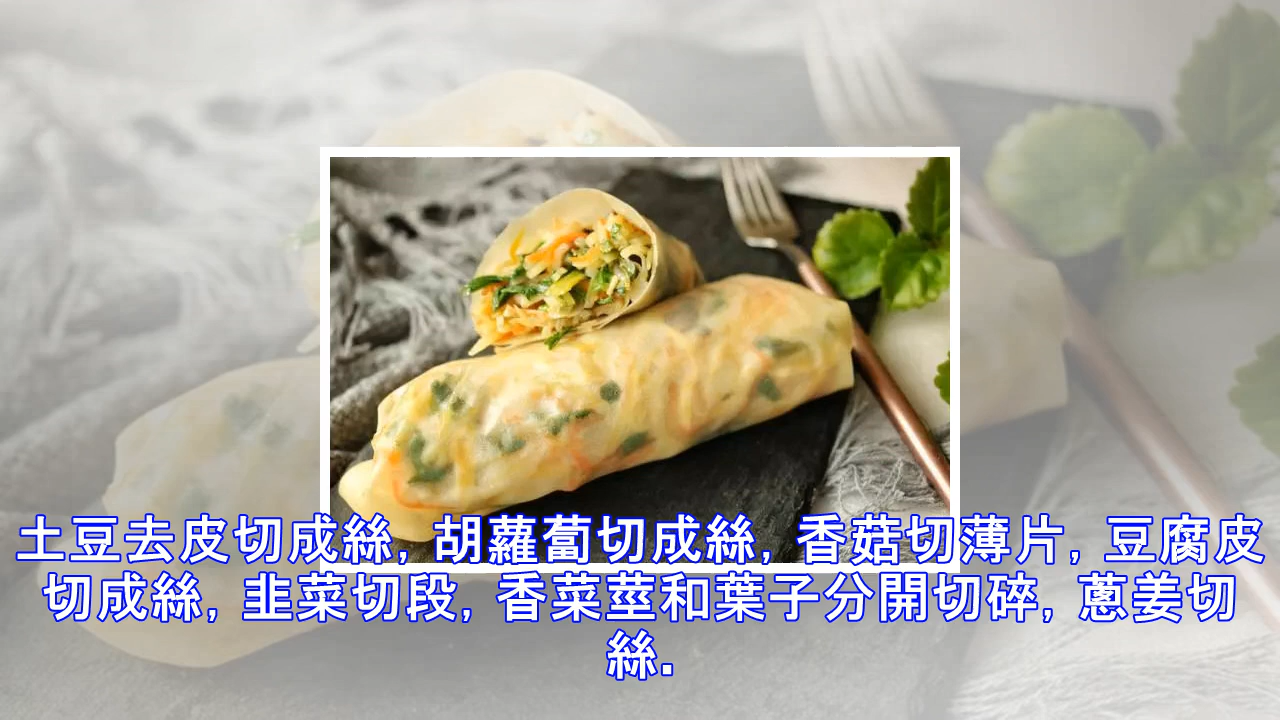 土豆去皮切成絲, 胡蘿蔔切成絲, 香菇切薄片, 豆腐皮
切成絲, 韭菜切段, 香菜莖和葉子分開切碎, 蔥姜切
絲.